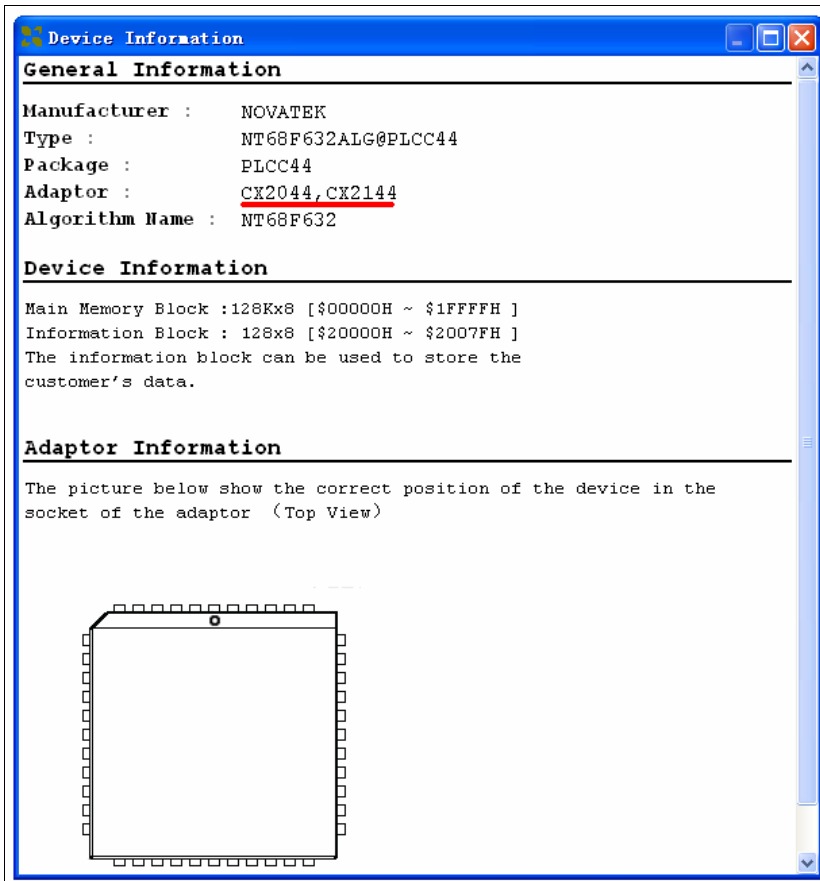 Device Information
General Information
Manufacturer : NOVATEK
Type : NT68F632ALG@PLCC44
Package : PLCC44
Adaptor : CX2044,CX2144
Algorithm Name : NT68F632
Device Information
Main Memory Block :128Kx8 [$00000H ~ $1FFFFH ]
Information Block : 128x8 [$20000H ~ $2007FH ]
The information block can be used to store the
customer's data.
Adaptor Information
The picture below show the correct position of the device in the
socket of the adaptor （Top View）